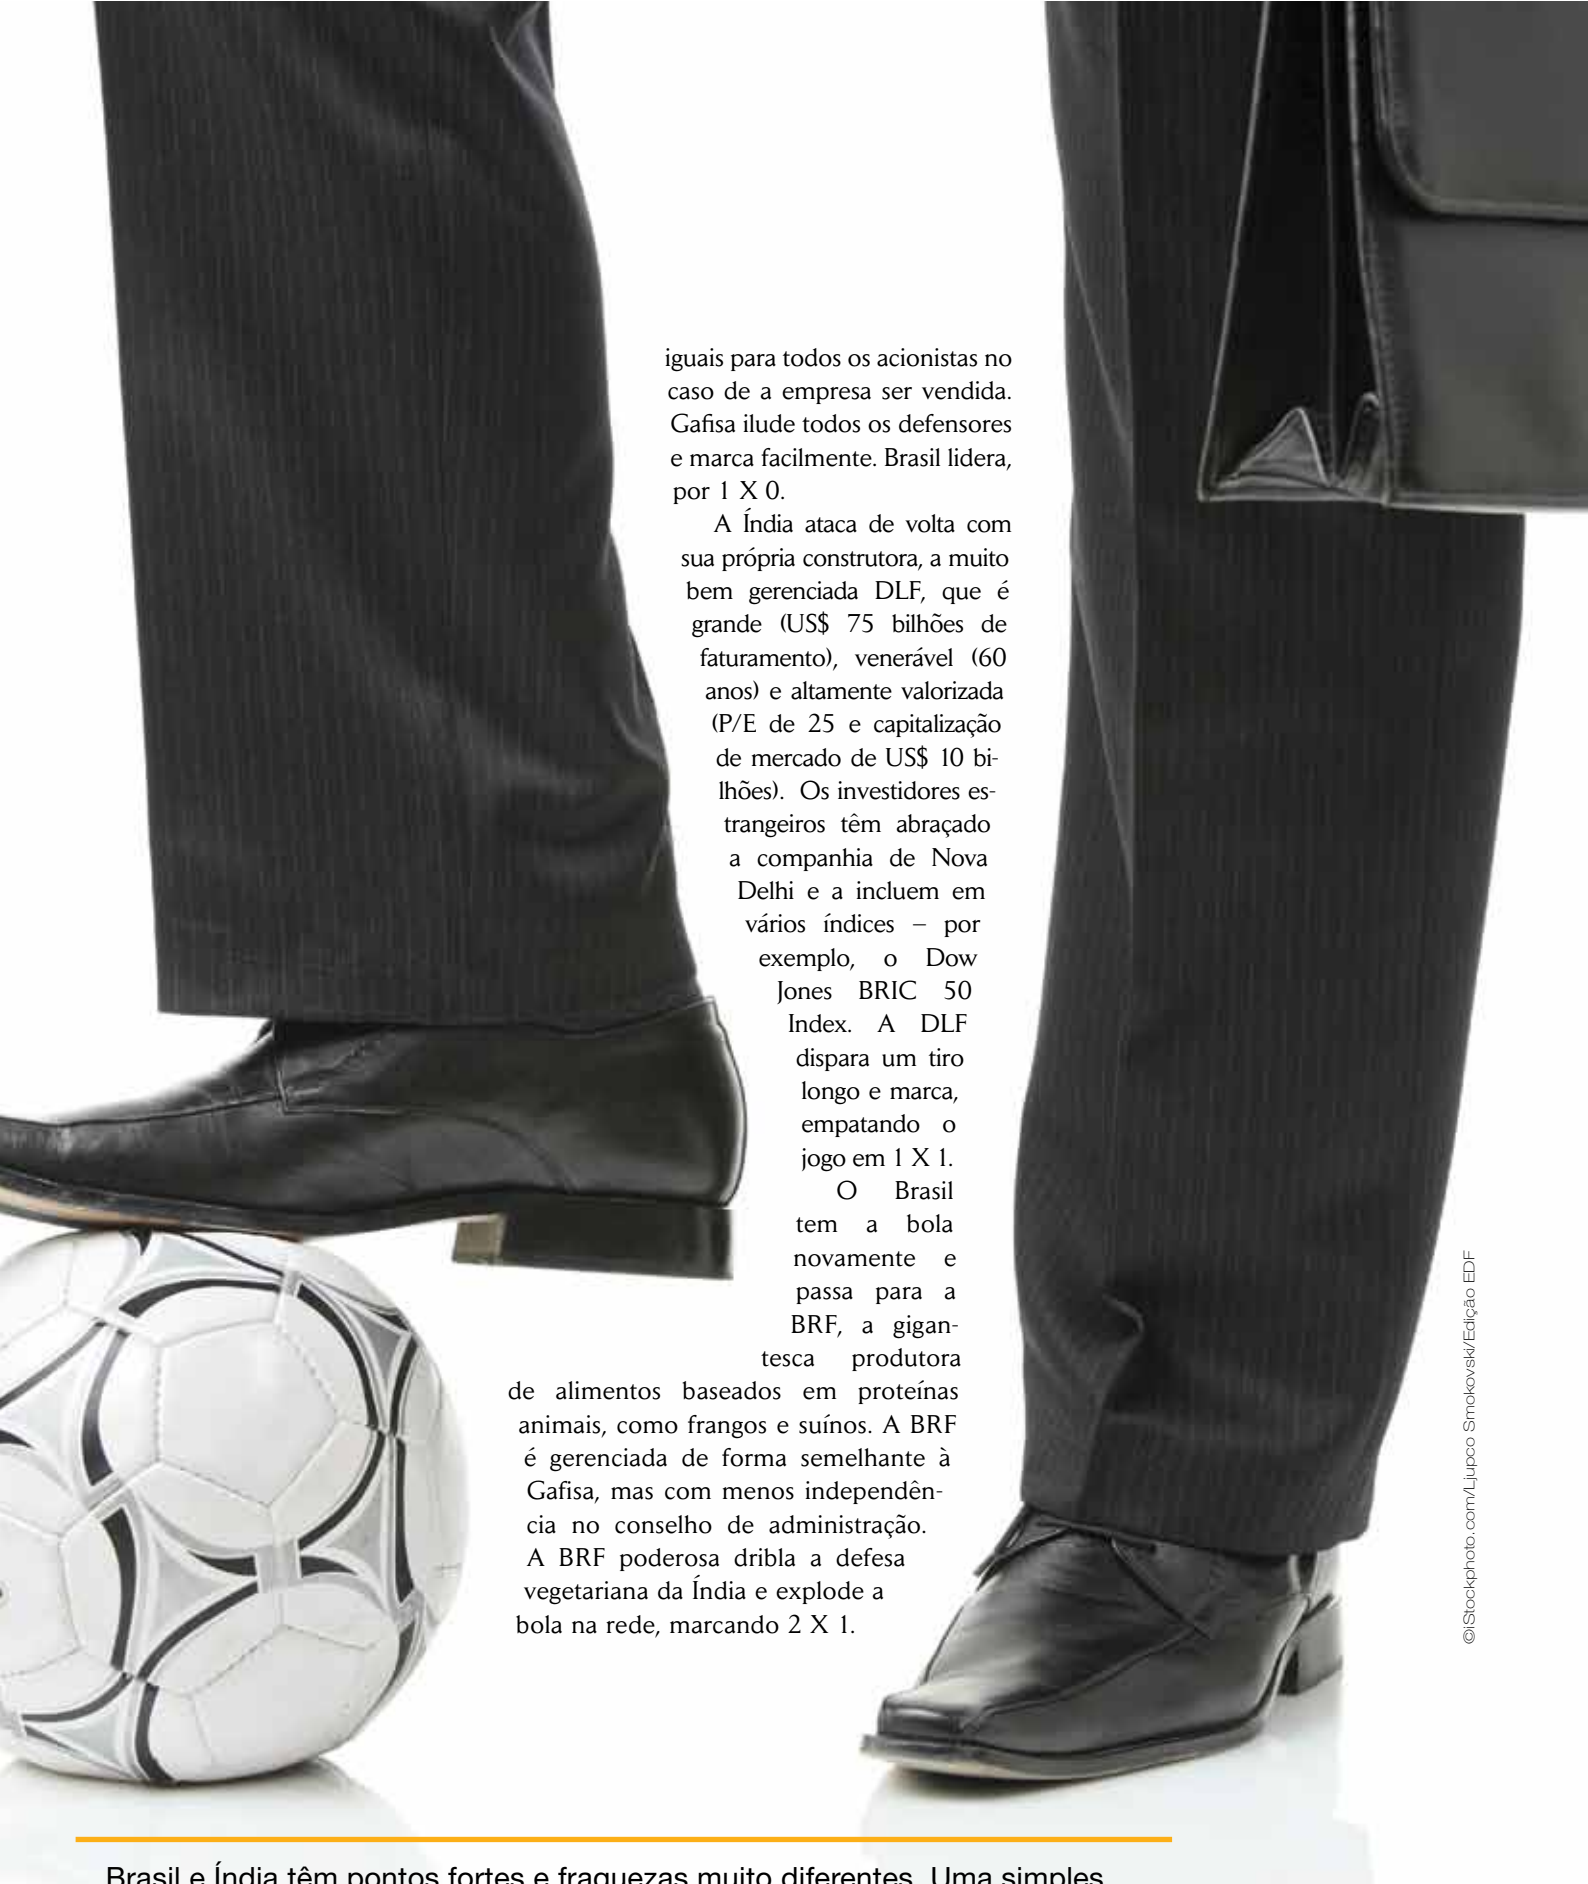 iguais para todos os acionistas no
caso de a empresa ser vendida.
Gafisa ilude todos os defensores
e marca facilmente. Brasil lidera,
por 1 X 0.
A Índia ataca de volta com
sua própria construtora, a muito
bem gerenciada DLF, que é
grande (US$ 75 bilhões de
faturamento), venerável (60
anos) e altamente valorizada
(P/E de 25 e capitalização
de mercado de US$ 10 bi-
lhões). Os investidores es-
trangeiros têm abraçado
a companhia de Nova
Delhi e a incluem em
vários índices – por
exemplo, o Dow
Jones BRIC 50
Index. A DLF
dispara um tiro
longo e marca,
empatando o
jogo em 1 X 1.
O Brasil
tem a bola
novamente e
passa para a
BRF, a gigan-
tesca produtora
de alimentos baseados em proteínas
animais, como frangos e suínos. A BRF
é gerenciada de forma semelhante à
Gafisa, mas com menos independên-
cia no conselho de administração.
A BRF poderosa dribla a defesa
vegetariana da Índia e explode a
bola na rede, marcando 2 X 1.
©iStockphoto.com/Ljupco Smokovski/Edição EDF
Brasil e Índia têm pontos fortes e fraquezas muito diferentes. Uma simples